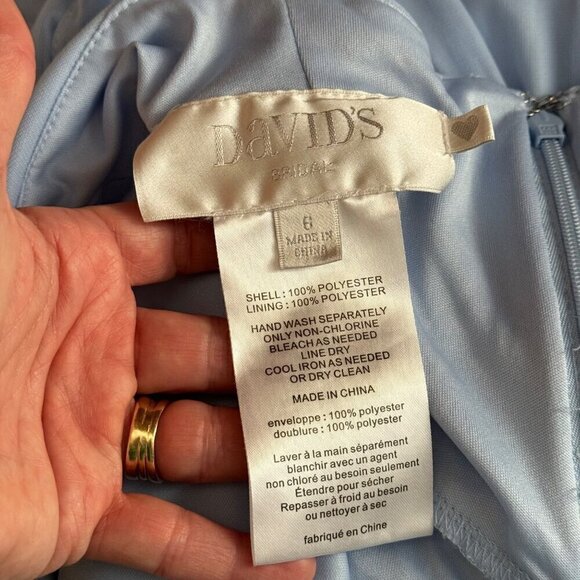 DaVID'S
BRIDAL
6
MADE IN
CHINA
SHELL : 100% POLYESTER
LINING : 100% POLYESTER
HAND WASH SEPARATELY
ONLY NON-CHLORINE
BLEACH AS NEEDED
LINE DRY
COOL IRON AS NEEDED
OR DRY CLEAN
MADE IN CHINA
enveloppe : 100% polyester
doublure : 100% polyester
Laver à la main séparément
blanchir avec un agent
non chloré au besoin seulement
Étendre pour sécher
Repasser à froid au besoin
ou nettoyer à sec
fabriqué en Chine